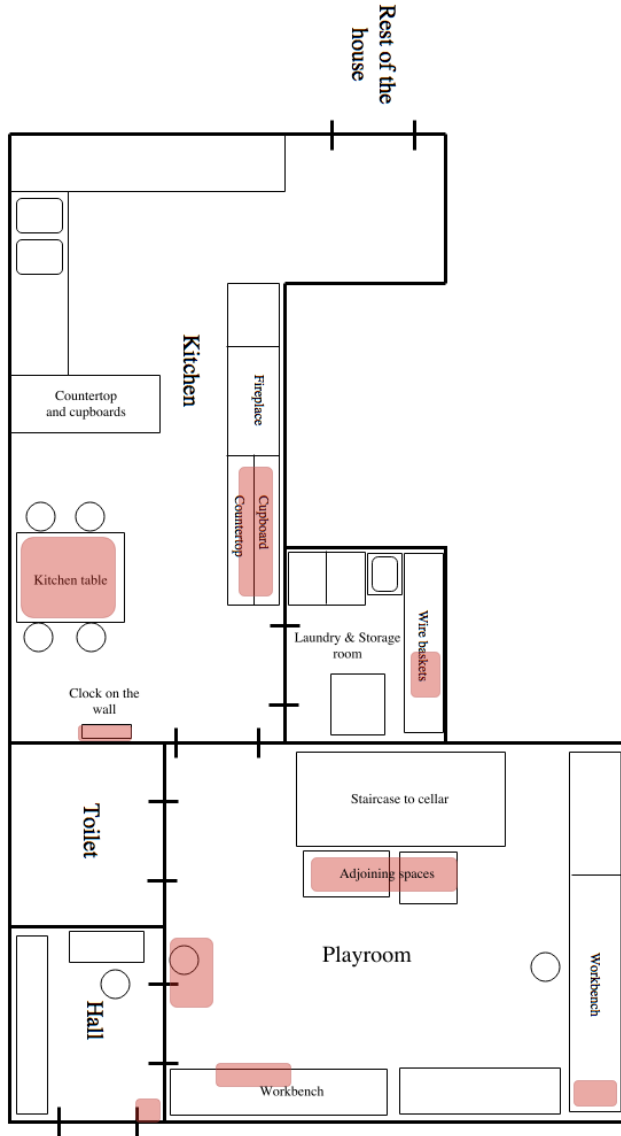 Rest of the
house
Kitchen
Fireplace
Countertop
and cupboards
Cupboard
Countertop
Kitchen table
Laundry & Storage
room
Wire baskets
Clock on the
wall
Staircase to cellar
Toilet
Adjoining spaces
Playroom
Workbench
Hall
Workbench